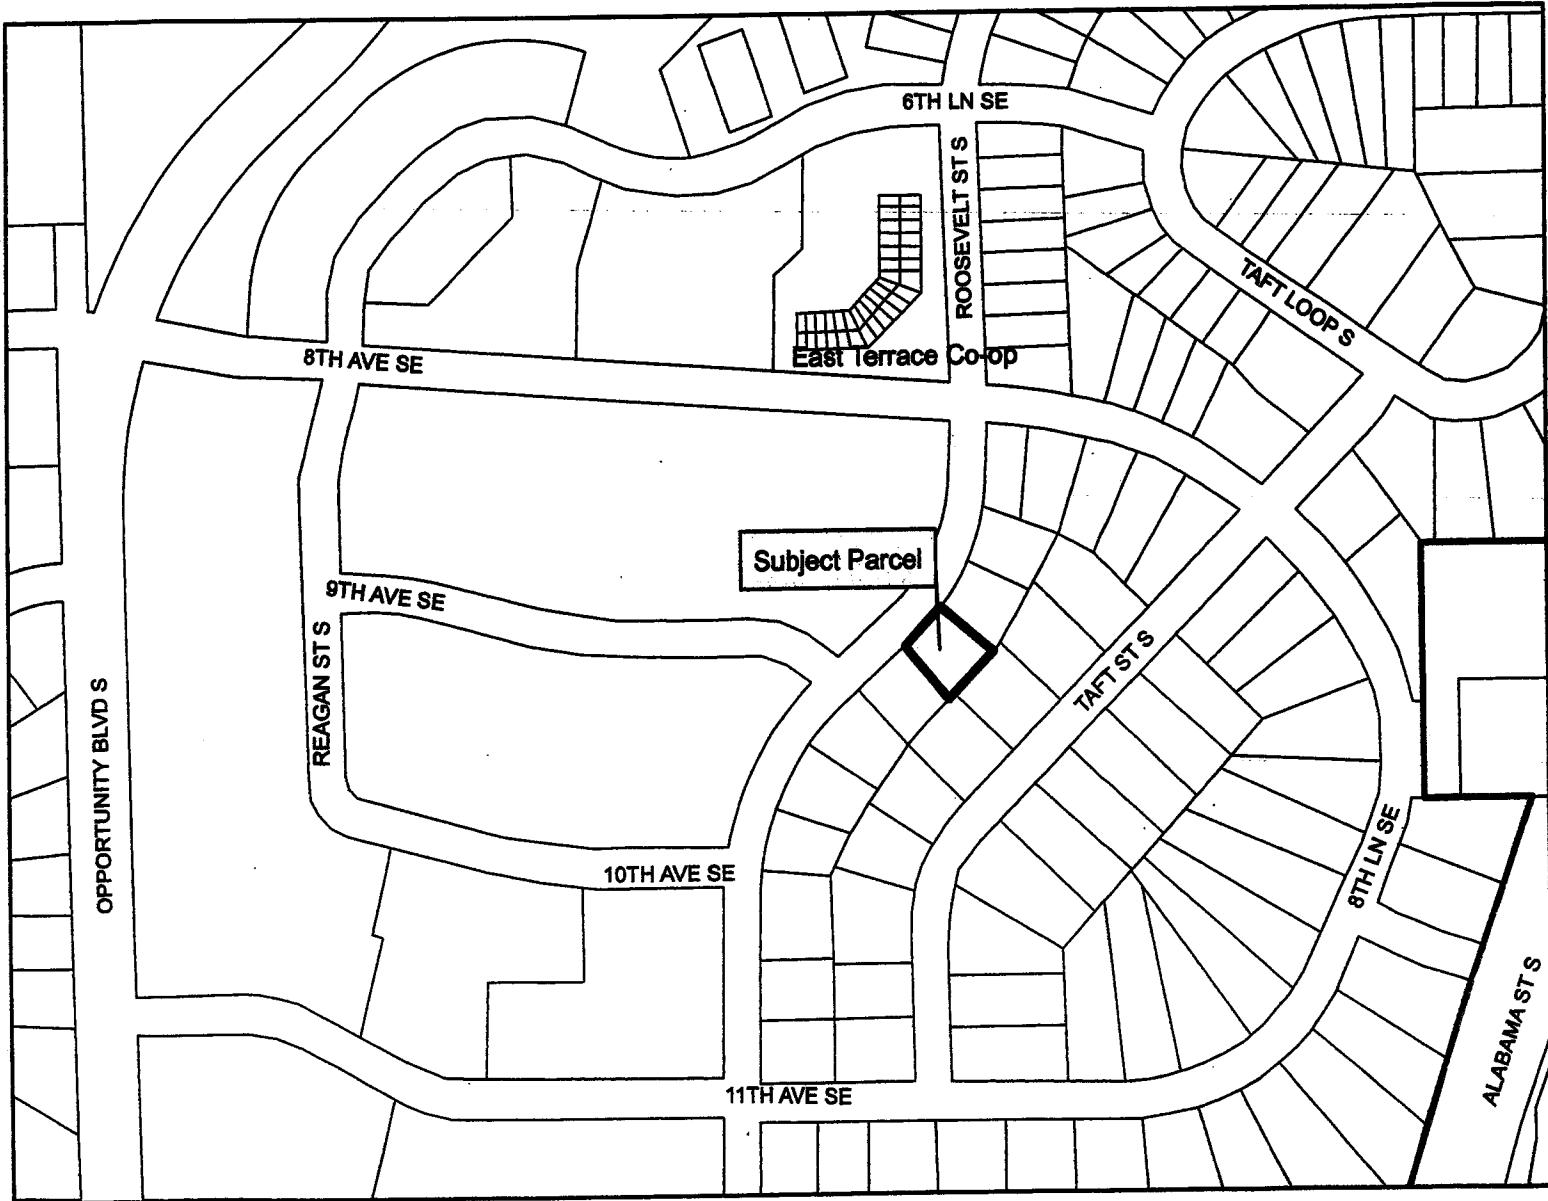 6TH LN SE
ROOSEVELT ST S
TAFT LOOP S
8TH AVE SE
East Terrace Co-op
Subject Parcel
9TH AVE SE
REAGAN ST S
TAFT ST S
OPPORTUNITY BLVD S
10TH AVE SE
8TH LN SE
ALABAMA ST S
11TH AVE SE